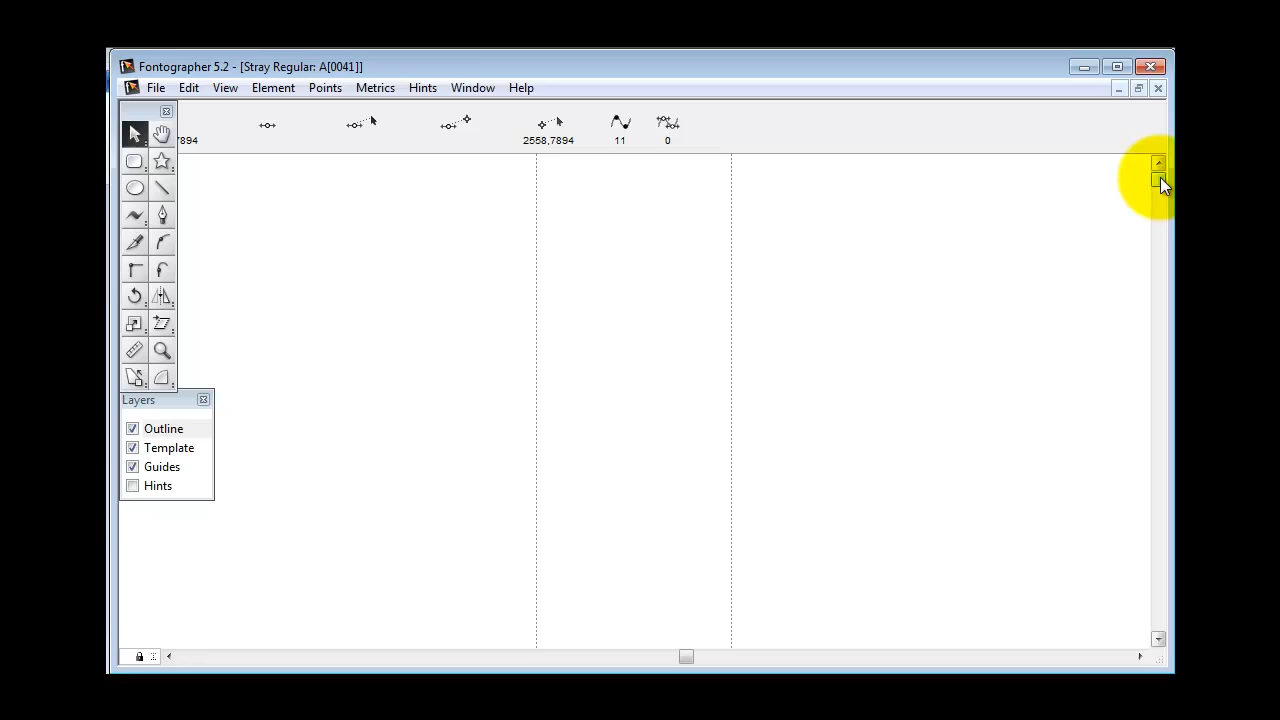 Fontographer 5.2 - [Stray Regular: A[0041]]
File Edit View Element Points Metrics Hints Window Help
7894 2558,7894 11 0
Layers
Outline
Template
Guides
Hints